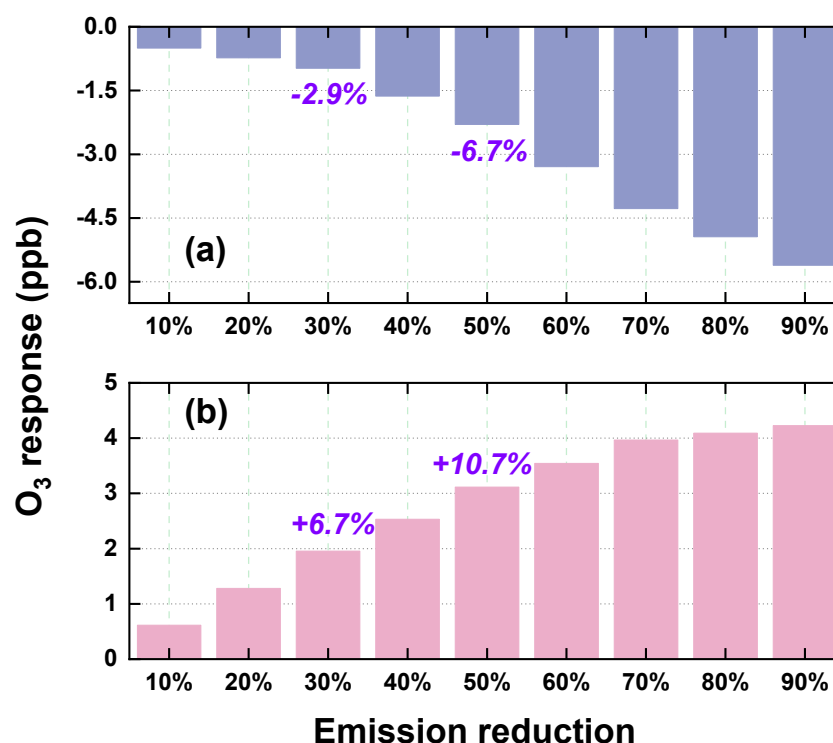 0.0
-1.5
-3.0
-4.5
-6.0
-2.9%
-6.7%
(a)
10% 20% 30% 40% 50% 60% 70% 80% 90%
O₃ response (ppb)
5
4
3
2
1
0
(b)
+10.7%
+6.7%
10% 20% 30% 40% 50% 60% 70% 80% 90%
Emission reduction